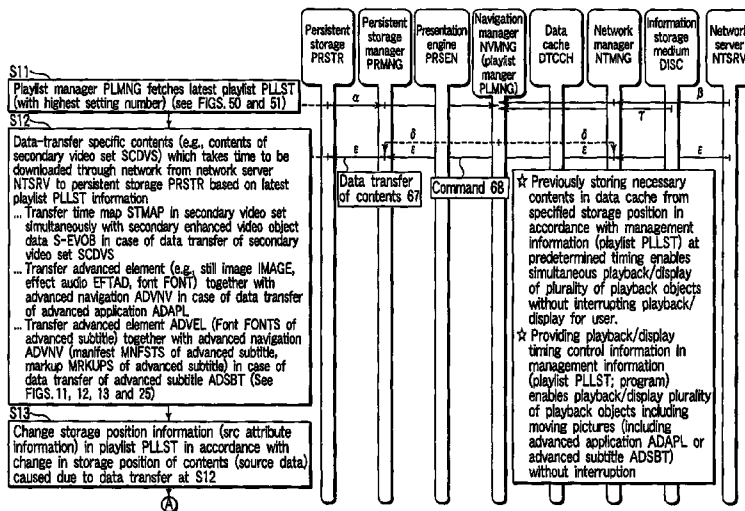 Persistent
storage
PRSTR
Persistent
storage
manager
PRMNG
Presentation
engine
PRSEN
Navigation
manager
NVMNG
(playlist
manger
PLMNG)
Data
cache
DTCCH
Network
manager
NTMNG
Information
storage
medium
DISC
Network
server
NTSRV
S11
Playlist manager PLMNG fetches latest playlist PLLST
(with highest setting number) (see FIGS. 50 and 51)
α
β
γ
S12
Data-transfer specific contents (e.g., contents of
secondary video set SCDVS) which takes time to be
downloaded through network from network server
NTSRV to persistent storage PRSTR based on latest
playlist PLLST information
... Transfer time map STMAP in secondary video set
simultaneously with secondary enhanced video object
data S-EVOB in case of data transfer of secondary
video set SCDVS
... Transfer advanced element (e.g., still image IMAGE,
effect audio EFTAD, font FONT) together with
advanced navigation ADVNV in case of data transfer
of advanced application ADAPL
... Transfer advanced element ADVEL (Font FONTS of
advanced subtitle) together with advanced navigation
ADVNV (manifest MNFSTS of advanced subtitle,
markup MRKUPS of advanced subtitle) in case of
data transfer of advanced subtitle ADSBT (See
FIGS. 11, 12, 13 and 25)
δ
δ
ε
ε
ε
ε
Data transfer
of contents 67
Command 68
☆ Previously storing necessary
contents in data cache from
specified storage position in
accordance with management
information (playlist PLLST) at
predetermined timing enables
simultaneous playback/display
of plurality of playback objects
without interrupting playback/
display for user.
☆ Providing playback/display
timing control information in
management information
(playlist PLLST; program)
enables playback/display plurality
of playback objects including
moving pictures (including
advanced application ADAPL or
advanced subtitle ADSBT)
without interruption
S13
Change storage position information (src attribute
information) in playlist PLLST in accordance with
change in storage position of contents (source data)
caused due to data transfer at S12
A